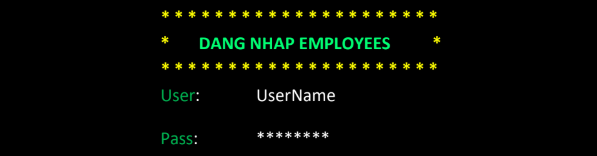 * * * * * * * * * * * * * * * * * * * * *
* DANG NHAP EMPLOYEES *
* * * * * * * * * * * * * * * * * * * * *
User: UserName
Pass: ********